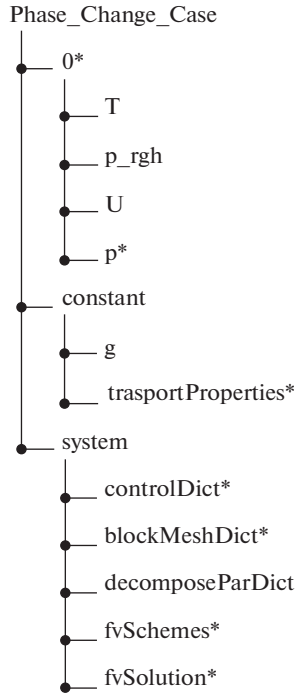 Phase_Change_Case
0*
T
p_rgh
U
p*
constant
g
trasportProperties*
system
controlDict*
blockMeshDict*
decomposeParDict
fvSchemes*
fvSolution*